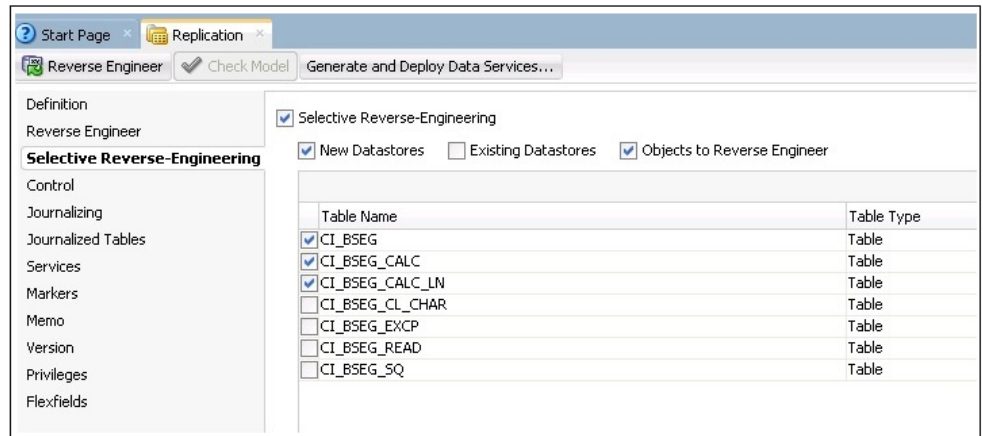 Start Page
Replication
Reverse Engineer
Check Model
Generate and Deploy Data Services...
Definition
Reverse Engineer
Selective Reverse-Engineering
Control
Journalizing
Journalized Tables
Services
Markers
Memo
Version
Privileges
Flexfields
Selective Reverse-Engineering
New Datastores
Existing Datastores
Objects to Reverse Engineer
Table Name Table Type
CI_BSEG Table
CI_BSEG_CALC Table
CI_BSEG_CALC_LN Table
CI_BSEG_CL_CHAR Table
CI_BSEG_EXCP Table
CI_BSEG_READ Table
CI_BSEG_SQ Table